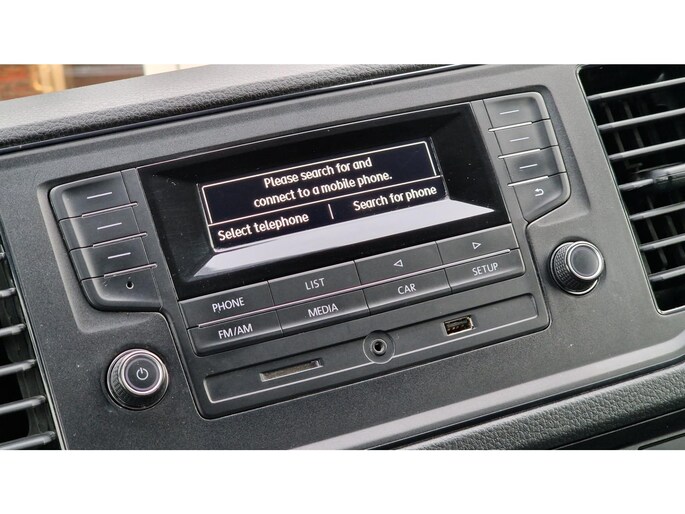 Please search for and
connect to a mobile phone.
Select telephone Search for phone
PHONE LIST
FM/AM MEDIA CAR SETUP